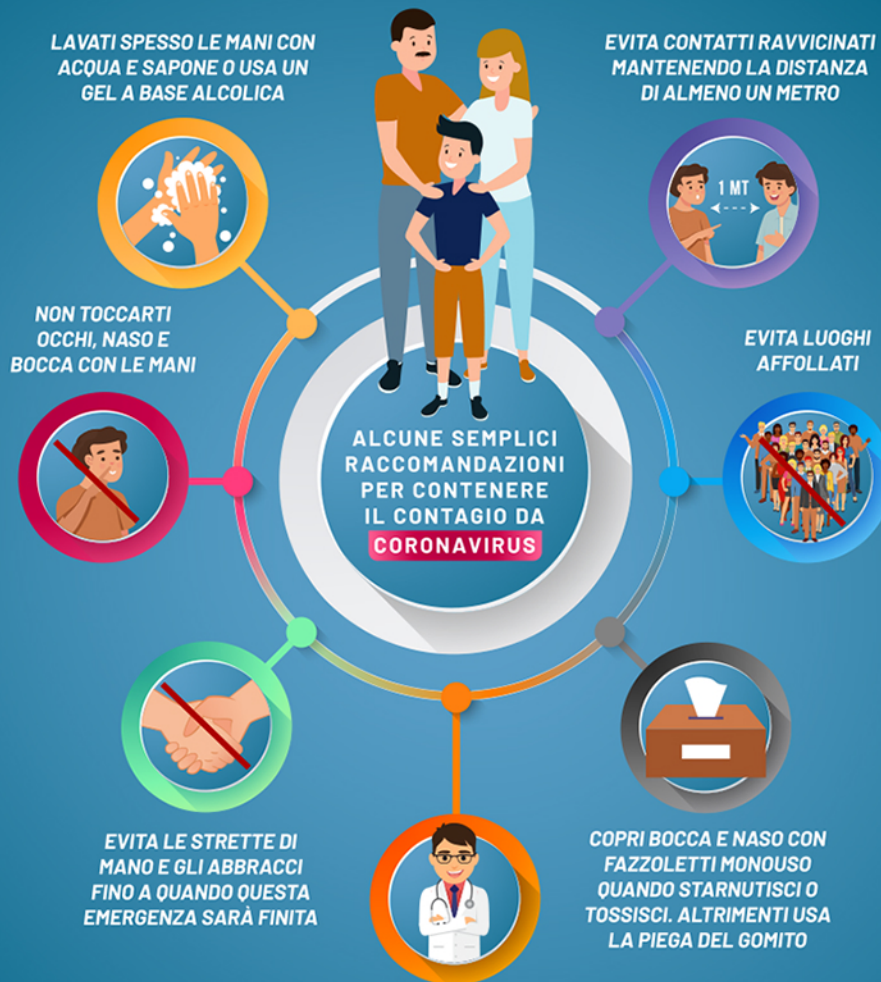 LAVATI SPESSO LE MANI CON
ACQUA E SAPONE O USA UN
GEL A BASE ALCOLICA
EVITA CONTATTI RAVVICINATI
MANTENENDO LA DISTANZA
DI ALMENO UN METRO
1 MT
NON TOCCARTI
OCCHI, NASO E
BOCCA CON LE MANI
EVITA LUOGHI
AFFOLLATI
ALCUNE SEMPLICI
RACCOMANDAZIONI
PER CONTENERE
IL CONTAGIO DA
CORONAVIRUS
EVITA LE STRETTE DI
MANO E GLI ABBRACCI
FINO A QUANDO QUESTA
EMERGENZA SARÀ FINITA
COPRI BOCCA E NASO CON
FAZZOLETTI MONOUSO
QUANDO STARNUTISCI O
TOSSISCI. ALTRIMENTI USA
LA PIEGA DEL GOMITO